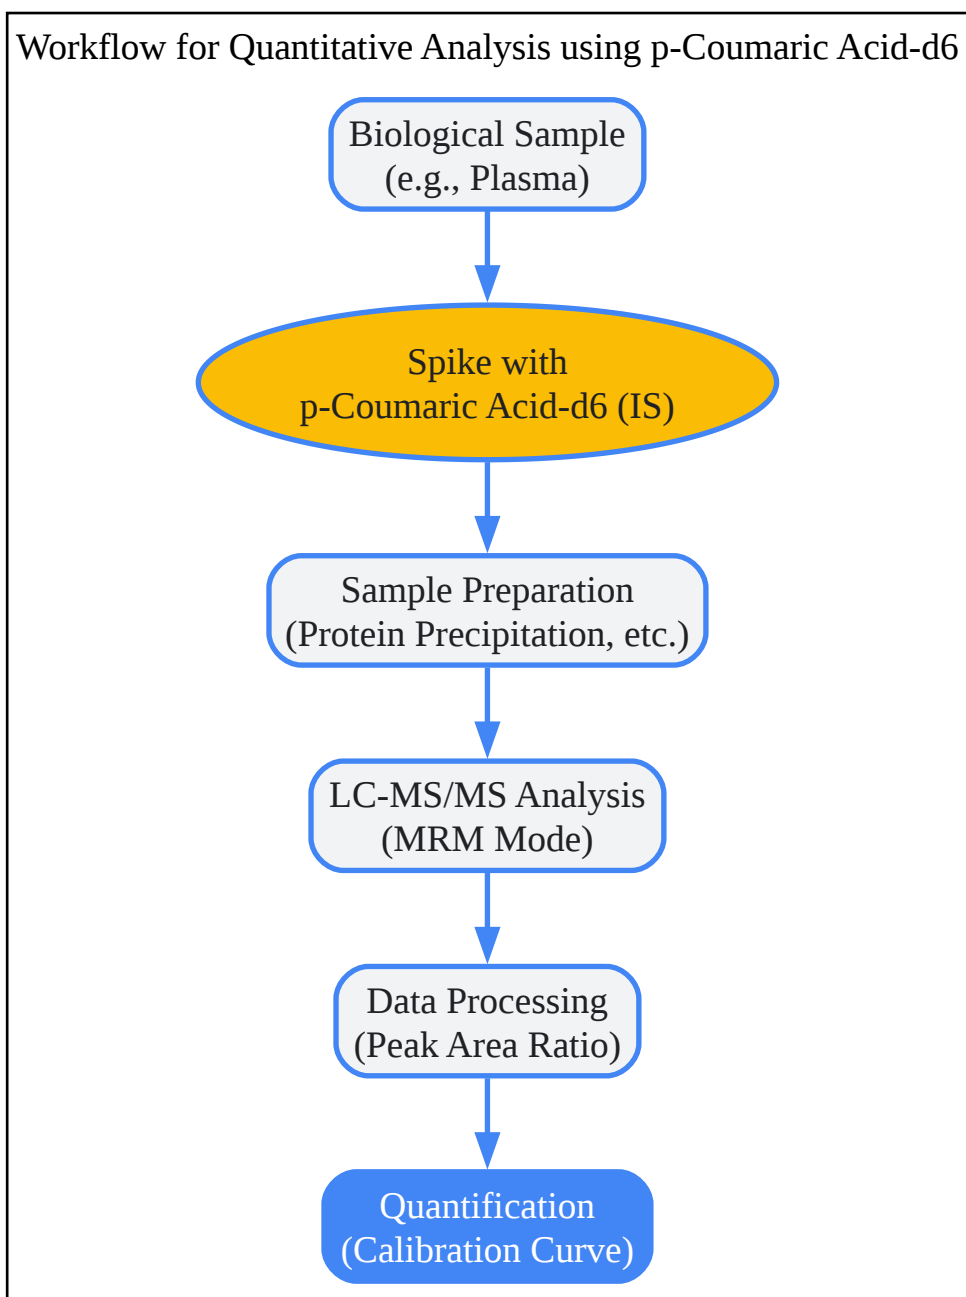 Workflow for Quantitative Analysis using p-Coumaric Acid-d6
Biological Sample
(e.g., Plasma)
Spike with
p-Coumaric Acid-d6 (IS)
Sample Preparation
(Protein Precipitation, etc.)
LC-MS/MS Analysis
(MRM Mode)
Data Processing
(Peak Area Ratio)
Quantification
(Calibration Curve)